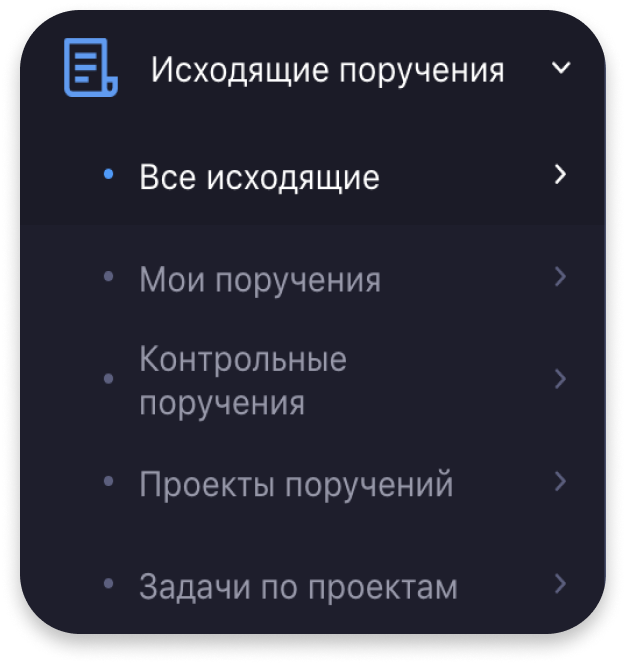 Исходящие поручения
Все исходящие
Мои поручения
Контрольные
поручения
Проекты поручений
Задачи по проектам